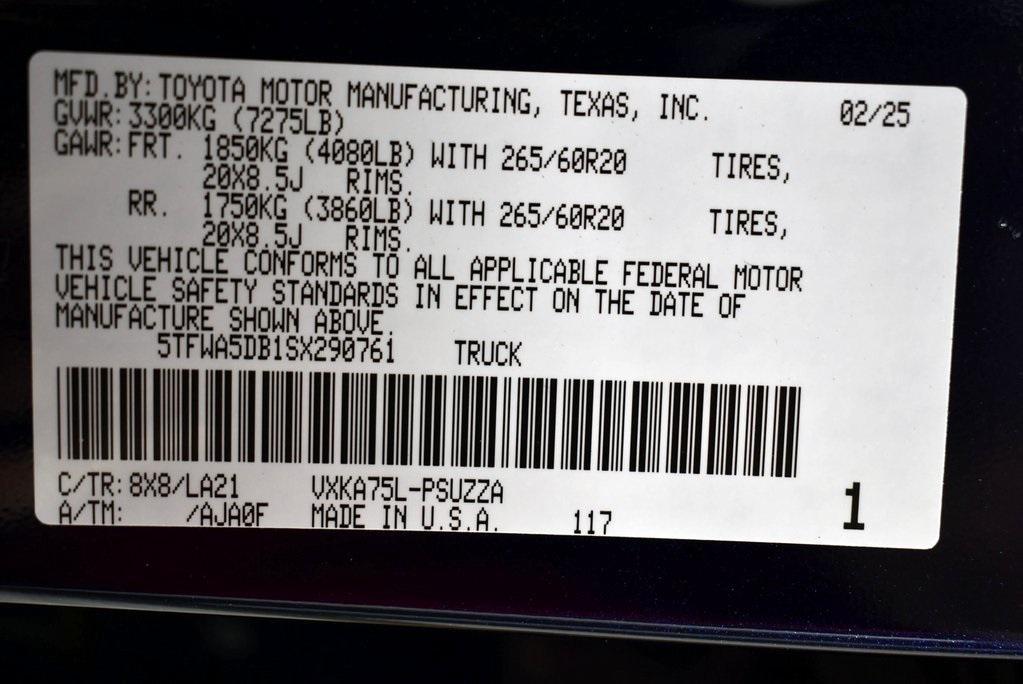 MFD.BY: TOYOTA MOTOR MANUFACTURING, TEXAS, INC. 02/25
GVWR: 3300KG (7275LB)
GAWR: FRT. 1850KG (4080LB) WITH 265/60R20 TIRES,
20X8.5J RIMS.
RR. 1750KG (3860LB) WITH 265/60R20 TIRES,
20X8.5J RIMS.
THIS VEHICLE CONFORMS TO ALL APPLICABLE FEDERAL MOTOR
VEHICLE SAFETY STANDARDS IN EFFECT ON THE DATE OF
MANUFACTURE SHOWN ABOVE.
5TFWA5DB1SX290761 TRUCK
C/TR: 8X8/LA21 VXKA75L-PSUZZA
A/TM: /AJA0F MADE IN U.S.A. 117 1